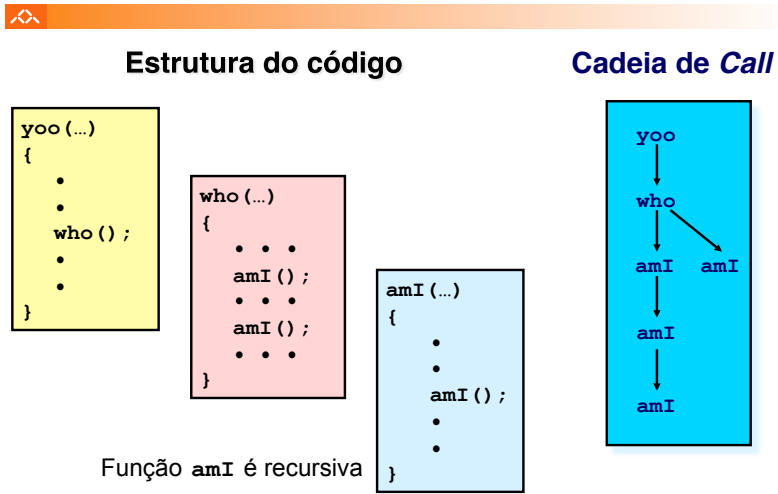 Estrutura do código
Cadeia de Call
yoo(…)
{
•
•
who();
•
•
}
who(…)
{
• • •
amI();
• • •
amI();
• • •
}
amI(…)
{
•
•
amI();
•
•
}
Função amI é recursiva
yoo
who
amI amI
amI
amI